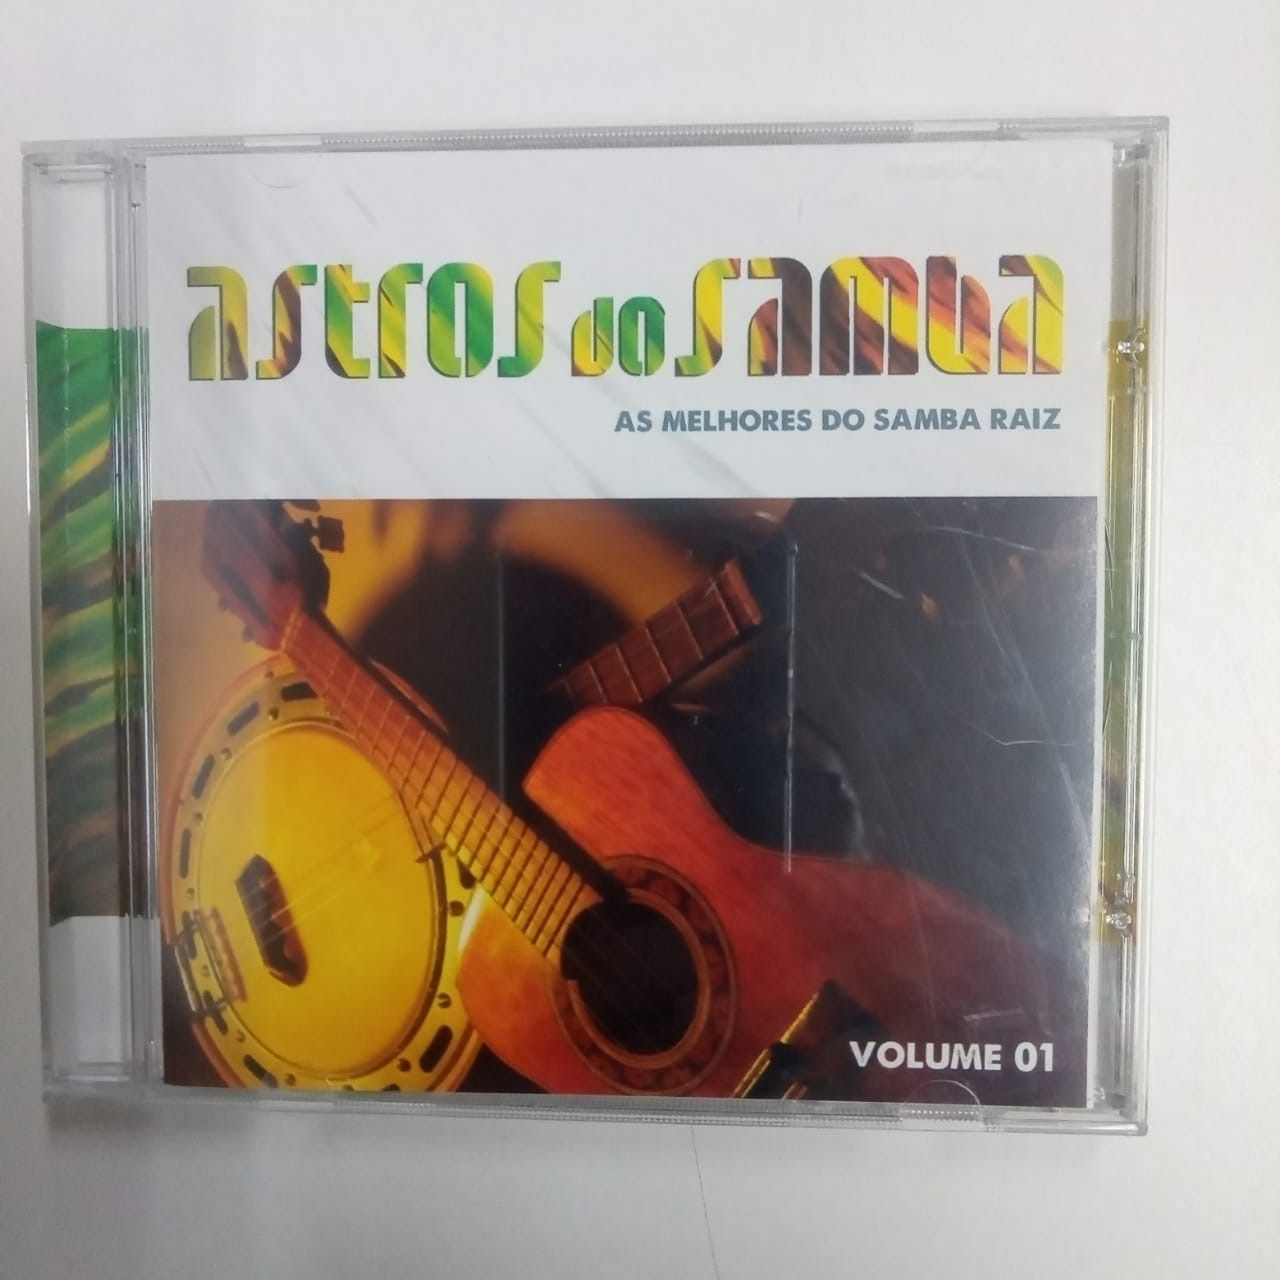 astros do samba
AS MELHORES DO SAMBA RAIZ
VOLUME 01